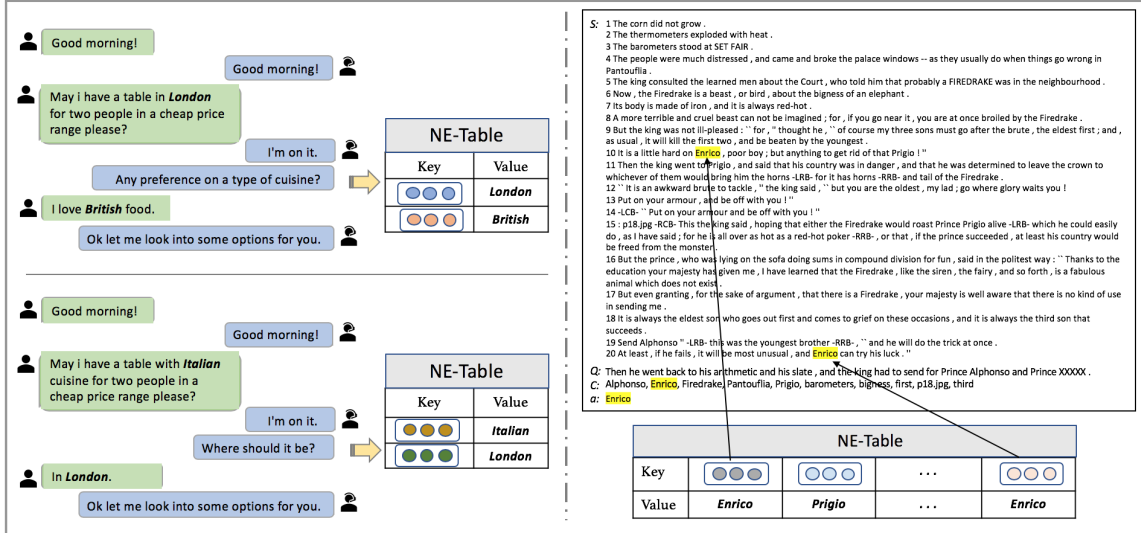 Good morning!
Good morning!
May i have a table in London
for two people in a cheap price
range please?
I'm on it.
Any preference on a type of cuisine?
I love British food.
Ok let me look into some options for you.
NE-Table
Key Value
London
British
Good morning!
Good morning!
May i have a table with Italian
cuisine for two people in a
cheap price range please?
I'm on it.
Where should it be?
In London.
Ok let me look into some options for you.
NE-Table
Key Value
Italian
London
S: 1 The corn did not grow .
2 The thermometers exploded with heat .
3 The barometers stood at SET FAIR .
4 The people were much distressed , and came and broke the palace windows -- as they usually do when things go wrong in
Pantouflia .
5 The king consulted the learned men about the Court , who told him that probably a FIREDRAKE was in the neighbourhood .
6 Now , the Firedrake is a beast , or bird , about the bigness of an elephant .
7 Its body is made of iron , and it is always red-hot .
8 A more terrible and cruel beast can not be imagined ; for , if you go near it , you are at once broiled by the Firedrake .
9 But the king was not ill-pleased : `` for , '' thought he , `` of course my three sons must go after the brute , the eldest first ; and ,
as usual , it will kill the first two , and be beaten by the youngest .
10 It is a little hard on Enrico , poor boy ; but anything to get rid of that Prigio ! ''
11 Then the king went to Prigio , and said that his country was in danger , and that he was determined to leave the crown to
whichever of them would bring him the horns -LRB- for it has horns -RRB- and tail of the Firedrake .
12 `` It is an awkward brute to tackle , '' the king said , `` but you are the oldest , my lad ; go where glory waits you !
13 Put on your armour , and be off with you ! ''
14 -LCB- `` Put on your armour and be off with you ! ''
15 : p18.jpg -RCB- This the king said , hoping that either the Firedrake would roast Prince Prigio alive -LRB- which he could easily
do , as I have said ; for he is all over as hot as a red-hot poker -RRB- , or that , if the prince succeeded , at least his country would
be freed from the monster .
16 But the prince , who was lying on the sofa doing sums in compound division for fun , said in the politest way : `` Thanks to the
education your majesty has given me , I have learned that the Firedrake , like the siren , the fairy , and so forth , is a fabulous
animal which does not exist .
17 But even granting , for the sake of argument , that there is a Firedrake , your majesty is well aware that there is no kind of use
in sending me .
18 It is always the eldest son who goes out first and comes to grief on these occasions , and it is always the third son that
succeeds .
19 Send Alphonso '' -LRB- this was the youngest brother -RRB- , `` and he will do the trick at once .
20 At least , if he fails , it will be most unusual , and Enrico can try his luck . ''
Q: Then he went back to his arithmetic and his slate , and the king had to send for Prince Alphonso and Prince XXXXX .
C: Alphonso, Enrico, Firedrake, Pantouflia, Prigio, barometers, bigness, first, p18.jpg, third
a: Enrico
NE-Table
Key . . .
Value Enrico Prigio . . . Enrico